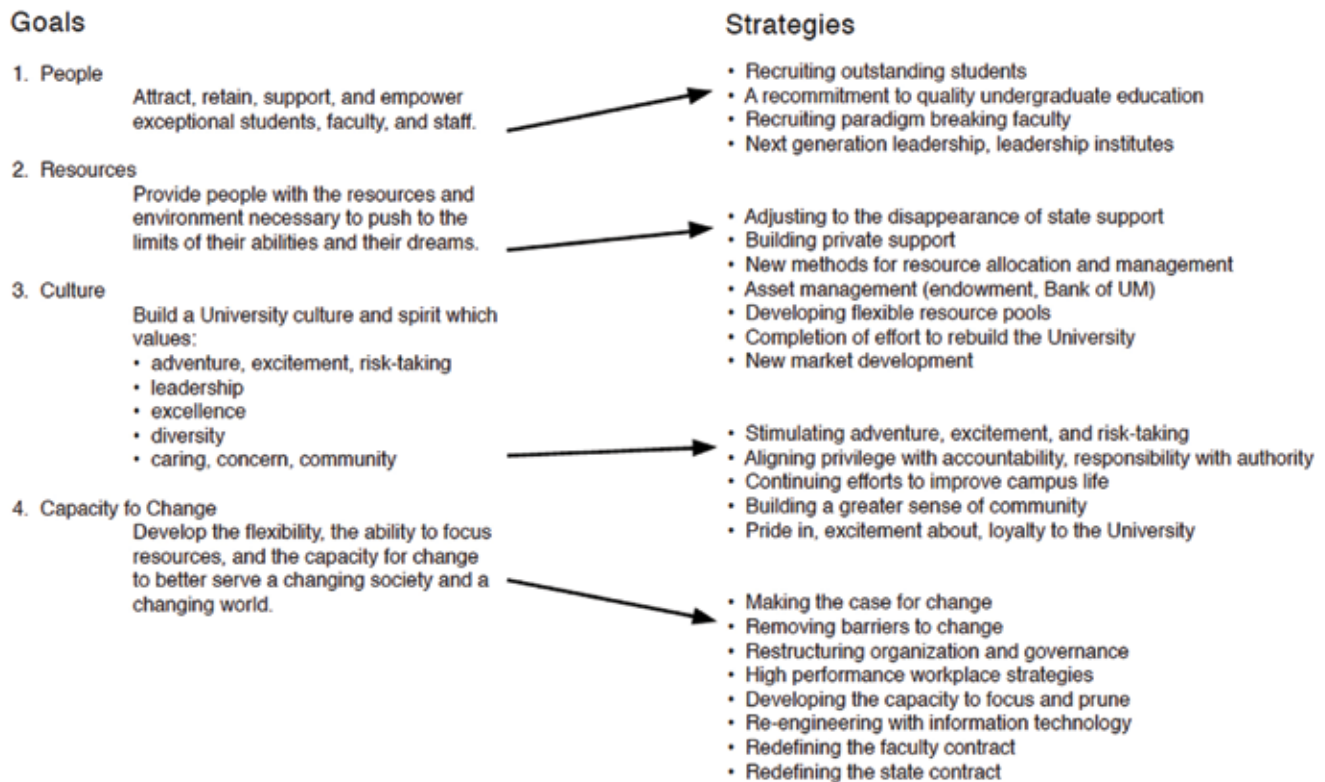 Goals
1. People
Attract, retain, support, and empower
exceptional students, faculty, and staff.
2. Resources
Provide people with the resources and
environment necessary to push to the
limits of their abilities and their dreams.
3. Culture
Build a University culture and spirit which
values:
• adventure, excitement, risk-taking
• leadership
• excellence
• diversity
• caring, concern, community
4. Capacity fo Change
Develop the flexibility, the ability to focus
resources, and the capacity for change
to better serve a changing society and a
changing world.
Strategies
• Recruiting outstanding students
• A recommitment to quality undergraduate education
• Recruiting paradigm breaking faculty
• Next generation leadership, leadership institutes
• Adjusting to the disappearance of state support
• Building private support
• New methods for resource allocation and management
• Asset management (endowment, Bank of UM)
• Developing flexible resource pools
• Completion of effort to rebuild the University
• New market development
• Stimulating adventure, excitement, and risk-taking
• Aligning privilege with accountability, responsibility with authority
• Continuing efforts to improve campus life
• Building a greater sense of community
• Pride in, excitement about, loyalty to the University
• Making the case for change
• Removing barriers to change
• Restructuring organization and governance
• High performance workplace strategies
• Developing the capacity to focus and prune
• Re-engineering with information technology
• Redefining the faculty contract
• Redefining the state contract